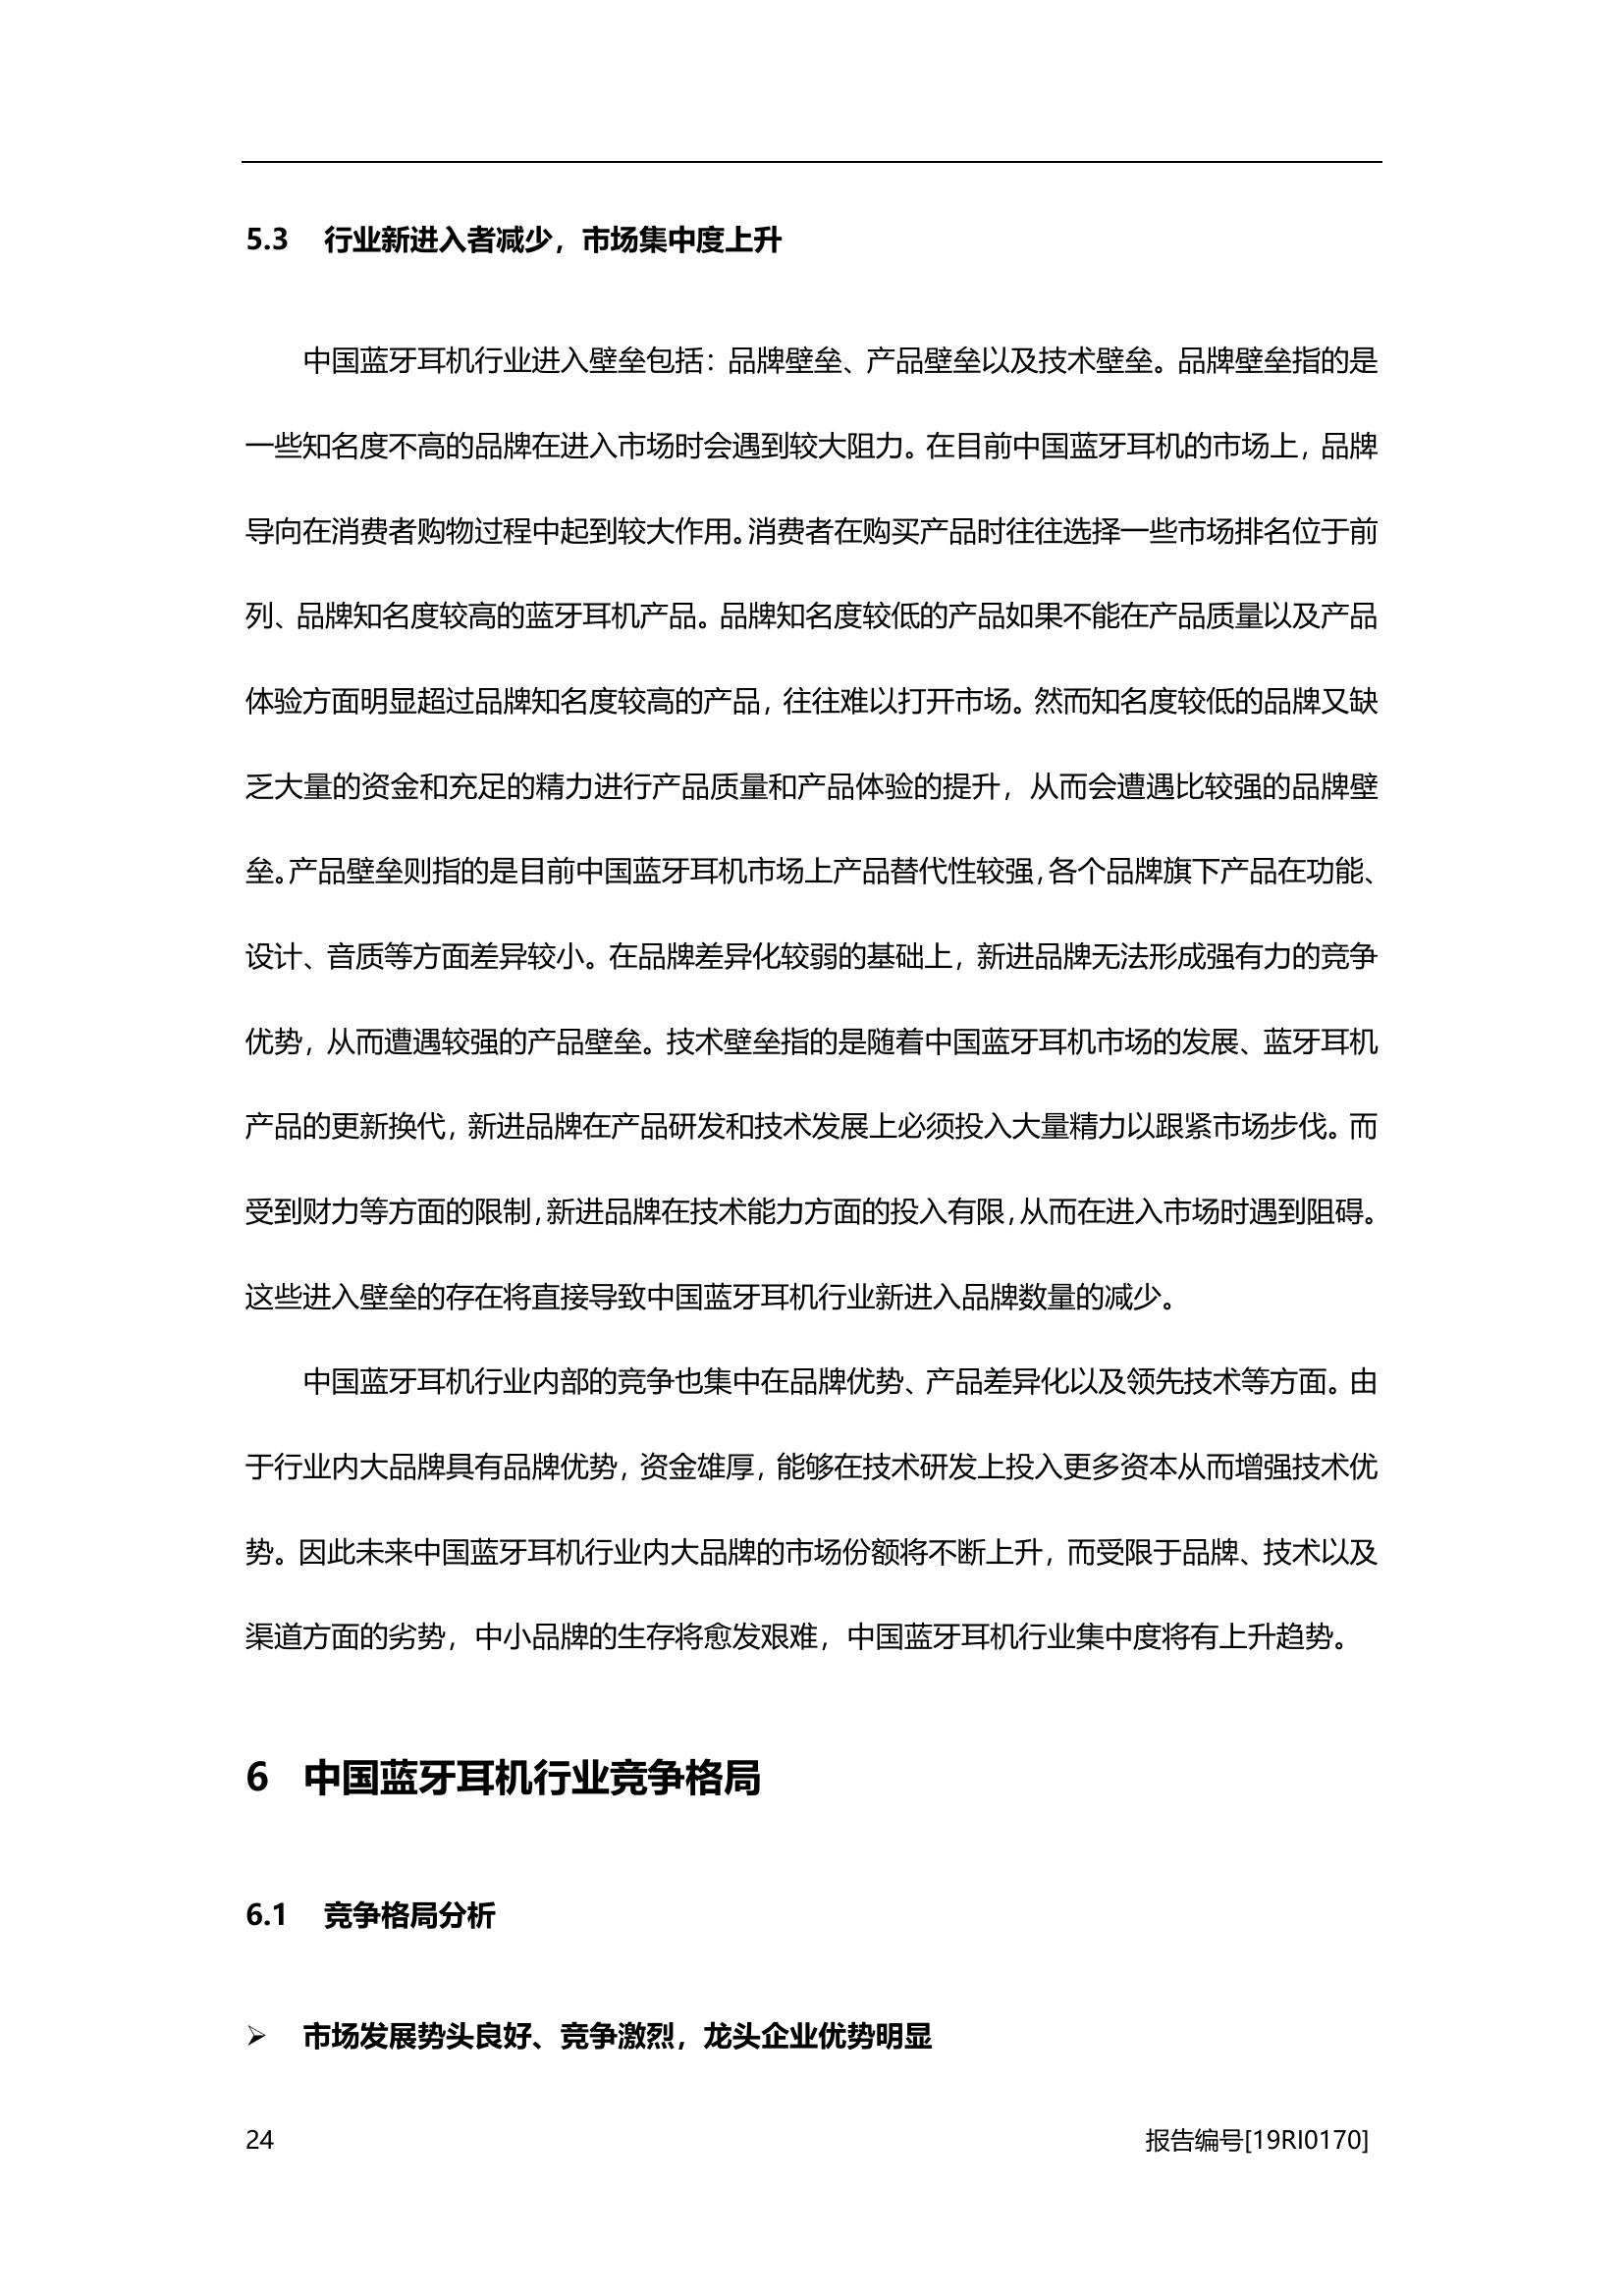 5.3 行业新进入者减少，市场集中度上升
中国蓝牙耳机行业进入壁垒包括：品牌壁垒、产品壁垒以及技术壁垒。品牌壁垒指的是
一些知名度不高的品牌在进入市场时会遇到较大阻力。在目前中国蓝牙耳机的市场上，品牌
导向在消费者购物过程中起到较大作用。消费者在购买产品时往往选择一些市场排名位于前
列、品牌知名度较高的蓝牙耳机产品。品牌知名度较低的产品如果不能在产品质量以及产品
体验方面明显超过品牌知名度较高的产品，往往难以打开市场。然而知名度较低的品牌又缺
乏大量的资金和充足的精力进行产品质量和产品体验的提升，从而会遭遇比较强的品牌壁
垒。产品壁垒则指的是目前中国蓝牙耳机市场上产品替代性较强，各个品牌旗下产品在功能、
设计、音质等方面差异较小。在品牌差异化较弱的基础上，新进品牌无法形成强有力的竞争
优势，从而遭遇较强的产品壁垒。技术壁垒指的是随着中国蓝牙耳机市场的发展、蓝牙耳机
产品的更新换代，新进品牌在产品研发和技术发展上必须投入大量精力以跟紧市场步伐。而
受到财力等方面的限制，新进品牌在技术能力方面的投入有限，从而在进入市场时遇到阻碍。
这些进入壁垒的存在将直接导致中国蓝牙耳机行业新进入品牌数量的减少。
中国蓝牙耳机行业内部的竞争也集中在品牌优势、产品差异化以及领先技术等方面。由
于行业内大品牌具有品牌优势，资金雄厚，能够在技术研发上投入更多资本从而增强技术优
势。因此未来中国蓝牙耳机行业内大品牌的市场份额将不断上升，而受限于品牌、技术以及
渠道方面的劣势，中小品牌的生存将愈发艰难，中国蓝牙耳机行业集中度将有上升趋势。
6 中国蓝牙耳机行业竞争格局
6.1 竞争格局分析
➢ 市场发展势头良好、竞争激烈，龙头企业优势明显
24 报告编号[19RI0170]